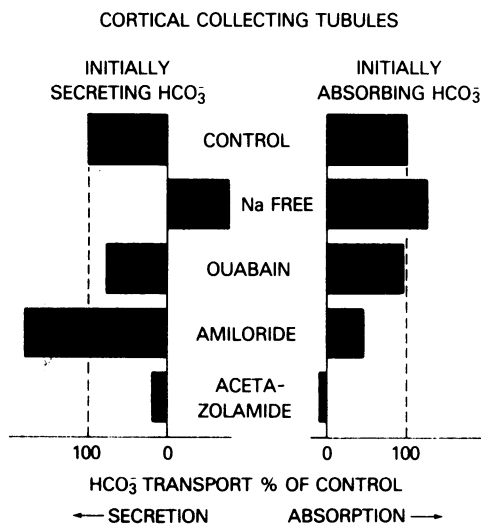 CORTICAL COLLECTING TUBULES
INITIALLY
SECRETING HCO₃⁻
INITIALLY
ABSORBING HCO₃⁻
CONTROL
Na FREE
OUABAIN
AMILORIDE
ACETA-
ZOLAMIDE
100 0 0 100
HCO₃⁻ TRANSPORT % OF CONTROL
← SECRETION ABSORPTION →